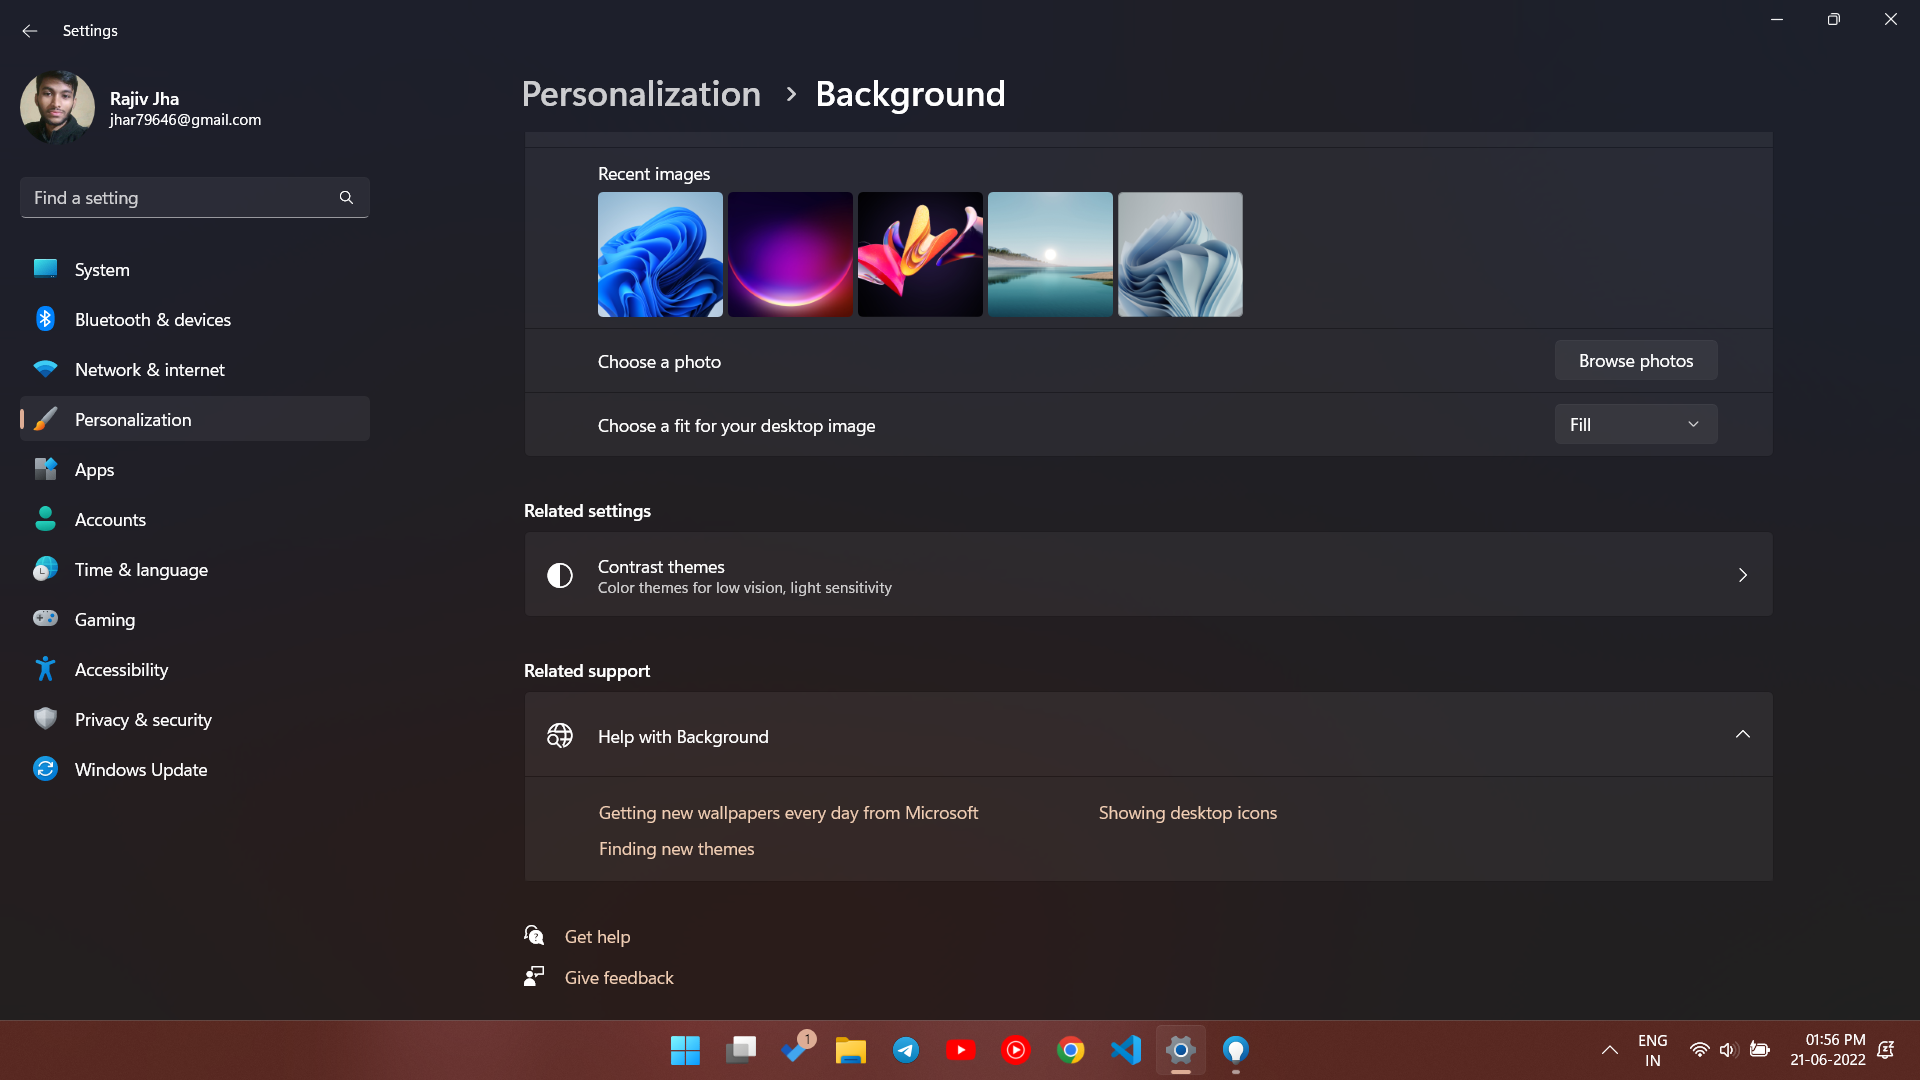 Settings
Rajiv Jha
jhar79646@gmail.com
Find a setting
System
Bluetooth & devices
Network & internet
Personalization
Apps
Accounts
Time & language
Gaming
Accessibility
Privacy & security
Windows Update
Personalization > Background
Recent images
Choose a photo
Browse photos
Choose a fit for your desktop image
Fill
Related settings
Contrast themes
Color themes for low vision, light sensitivity
Related support
Help with Background
Getting new wallpapers every day from Microsoft
Showing desktop icons
Finding new themes
Get help
Give feedback
1
ENG
IN
01:56 PM
21-06-2022